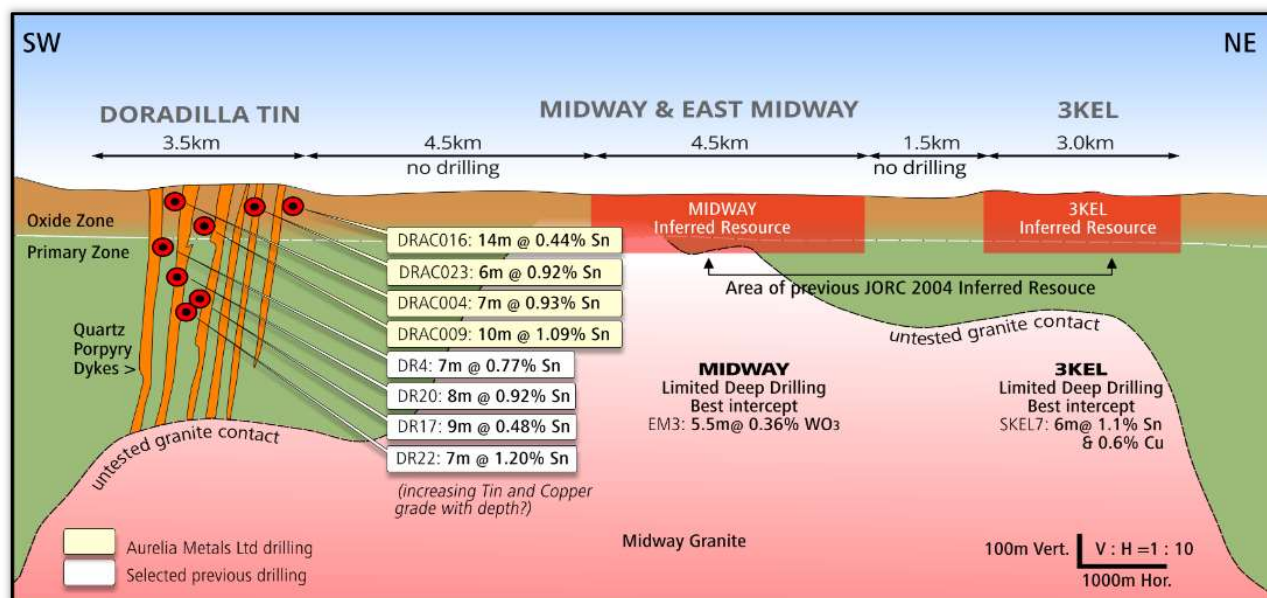 SW
NE
DORADILLA TIN
MIDWAY & EAST MIDWAY
3KEL
3.5km
4.5km
no drilling
4.5km
1.5km
no drilling
3.0km
Oxide Zone
Primary Zone
MIDWAY
Inferred Resource
3KEL
Inferred Resource
DRAC016: 14m @ 0.44% Sn
DRAC023: 6m @ 0.92% Sn
DRAC004: 7m @ 0.93% Sn
DRAC009: 10m @ 1.09% Sn
DR4: 7m @ 0.77% Sn
DR20: 8m @ 0.92% Sn
DR17: 9m @ 0.48% Sn
DR22: 7m @ 1.20% Sn
(increasing Tin and Copper
grade with depth?)
Area of previous JORC 2004 Inferred Resouce
Quartz
Porpyry
Dykes >
untested granite contact
untested granite contact
MIDWAY
Limited Deep Drilling
Best intercept
EM3: 5.5m@ 0.36% WO3
3KEL
Limited Deep Drilling
Best intercept
SKEL7: 6m@ 1.1% Sn
& 0.6% Cu
Midway Granite
Aurelia Metals Ltd drilling
Selected previous drilling
100m Vert.
V : H =1 : 10
1000m Hor.